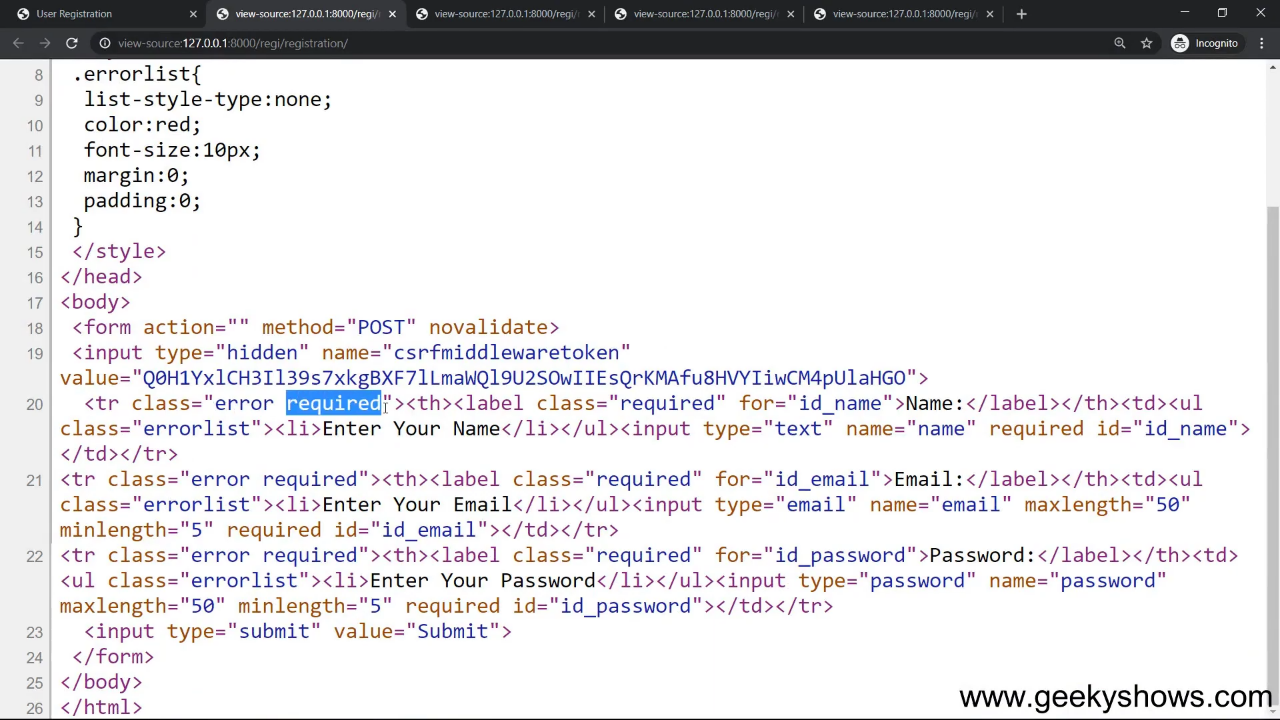 User Registration
view-source:127.0.0.1:8000/regi/
view-source:127.0.0.1:8000/regi/
view-source:127.0.0.1:8000/regi/
view-source:127.0.0.1:8000/regi/
view-source:127.0.0.1:8000/regi/registration/
Incognito
8 .errorlist{
9 list-style-type:none;
10 color:red;
11 font-size:10px;
12 margin:0;
13 padding:0;
14 }
15 </style>
16 </head>
17 <body>
18 <form action="" method="POST" novalidate>
19 <input type="hidden" name="csrfmiddlewaretoken"
value="Q0H1YxlCH3Il39s7xkgBXF7lLmaWQl9U2SOwIIEsQrKMAfu8HVYIiwCM4pUlaHGO">
20 <tr class="error required"><th><label class="required" for="id_name">Name:</label></th><td><ul
class="errorlist"><li>Enter Your Name</li></ul><input type="text" name="name" required id="id_name">
</td></tr>
21 <tr class="error required"><th><label class="required" for="id_email">Email:</label></th><td><ul
class="errorlist"><li>Enter Your Email</li></ul><input type="email" name="email" maxlength="50"
minlength="5" required id="id_email"></td></tr>
22 <tr class="error required"><th><label class="required" for="id_password">Password:</label></th><td>
<ul class="errorlist"><li>Enter Your Password</li></ul><input type="password" name="password"
maxlength="50" minlength="5" required id="id_password"></td></tr>
23 <input type="submit" value="Submit">
24 </form>
25 </body>
26 </html>
www.geekyshows.com